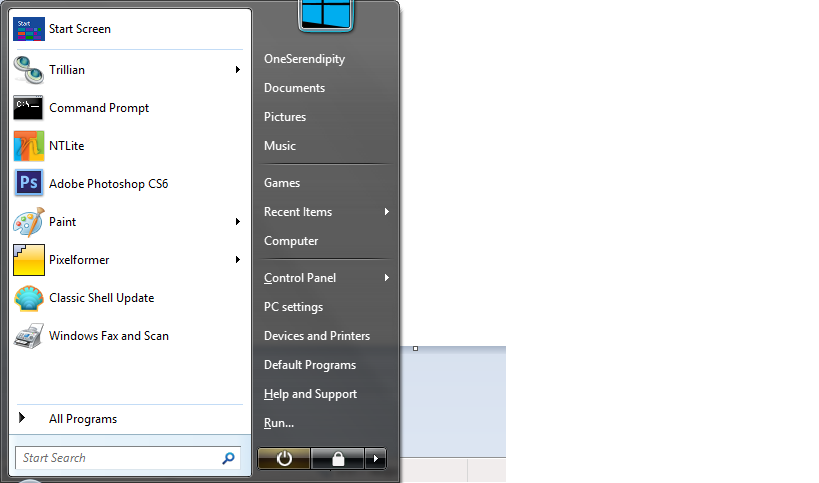 Start
Start Screen
Trillian
C:\_
Command Prompt
NTLite
Ps
Adobe Photoshop CS6
Paint
Pixelformer
Classic Shell Update
Windows Fax and Scan
All Programs
Start Search
OneSerendipity
Documents
Pictures
Music
Games
Recent Items
Computer
Control Panel
PC settings
Devices and Printers
Default Programs
Help and Support
Run...